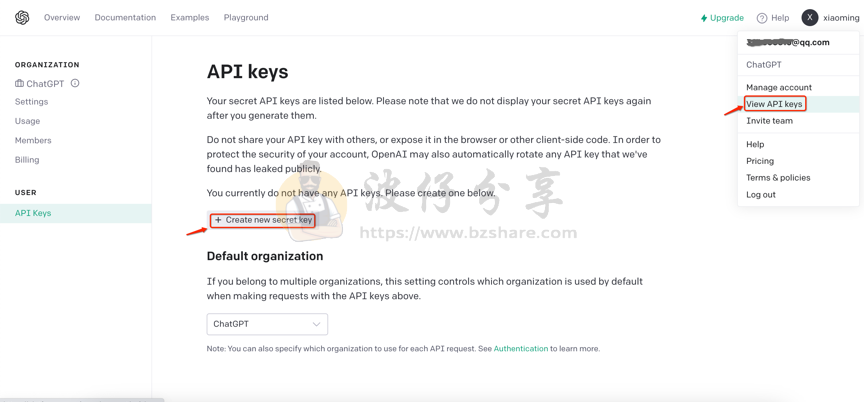 Overview Documentation Examples Playground
Upgrade Help X xiaoming
@qq.com
ChatGPT
Manage account
View API keys
Invite team
Help
Pricing
Terms & policies
Log out
ORGANIZATION
ChatGPT
Settings
Usage
Members
Billing
USER
API Keys
API keys
Your secret API keys are listed below. Please note that we do not display your secret API keys again
after you generate them.
Do not share your API key with others, or expose it in the browser or other client-side code. In order to
protect the security of your account, OpenAI may also automatically rotate any API key that we've
found has leaked publicly.
You currently do not have any API keys. Please create one below.
+ Create new secret key
波仔分享
https://www.bzshare.com
Default organization
If you belong to multiple organizations, this setting controls which organization is used by default
when making requests with the API keys above.
ChatGPT
Note: You can also specify which organization to use for each API request. See Authentication to learn more.